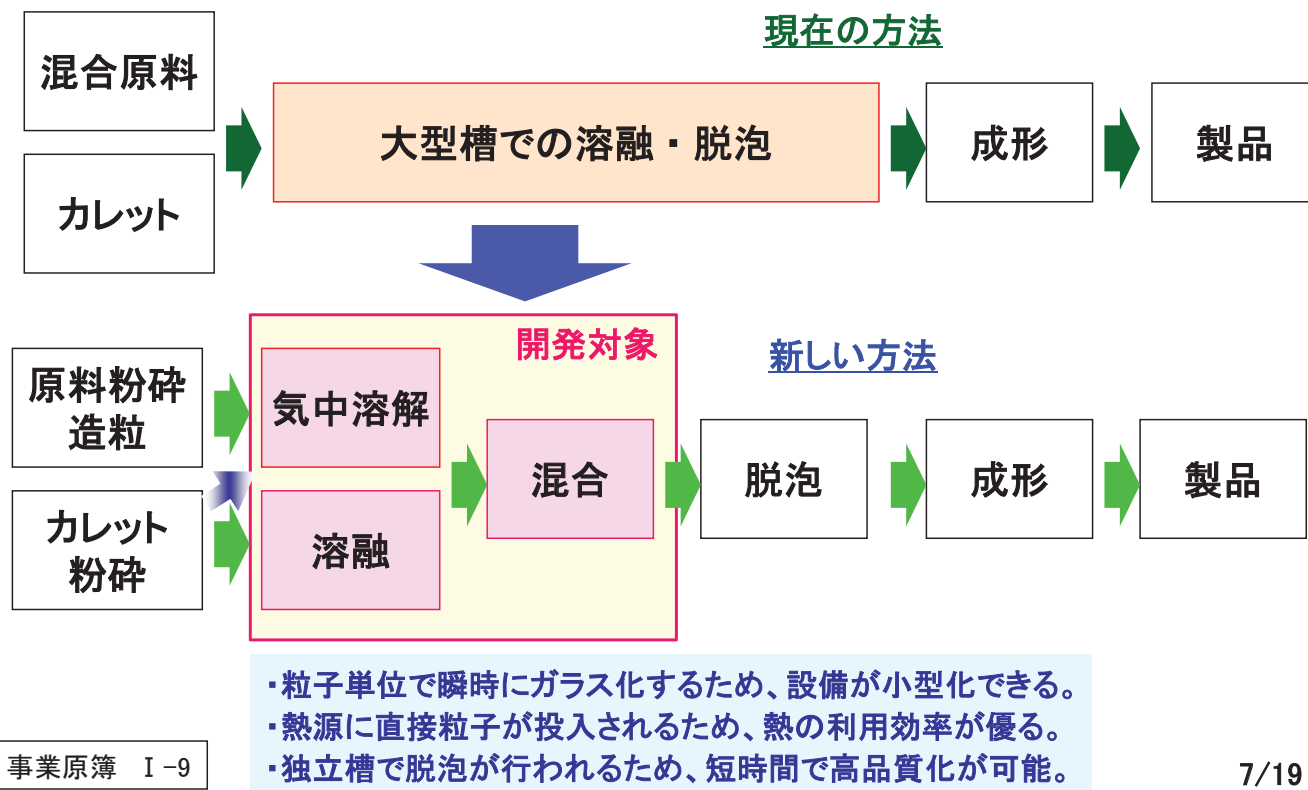 現在の方法
混合原料
カレット
大型槽での溶融・脱泡
成形
製品
開発対象
新しい方法
原料粉砕
造粒
カレット
粉砕
気中溶解
溶融
混合
脱泡
成形
製品
・粒子単位で瞬時にガラス化するため、設備が小型化できる。
・熱源に直接粒子が投入されるため、熱の利用効率が優る。
・独立槽で脱泡が行われるため、短時間で高品質化が可能。
事業原簿 Ⅰ-9
7/19